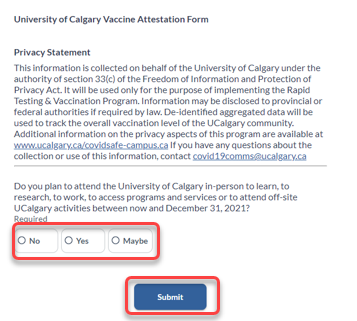 University of Calgary Vaccine Attestation Form
Privacy Statement
This information is collected on behalf of the University of Calgary under the
authority of section 33(c) of the Freedom of Information and Protection of
Privacy Act. It will be used only for the purpose of implementing the Rapid
Testing & Vaccination Program. Information may be disclosed to provincial or
federal authorities if required by law. De-identified aggregated data will be
used to track the overall vaccination level of the UCalgary community.
Additional information on the privacy aspects of this program are available at
www.ucalgary.ca/covidsafe-campus.ca If you have any questions about the
collection or use of this information, contact covid19comms@ucalgary.ca
Do you plan to attend the University of Calgary in-person to learn, to
research, to work, to access programs and services or to attend off-site
UCalgary activities between now and December 31, 2021?
Required
No Yes Maybe
Submit